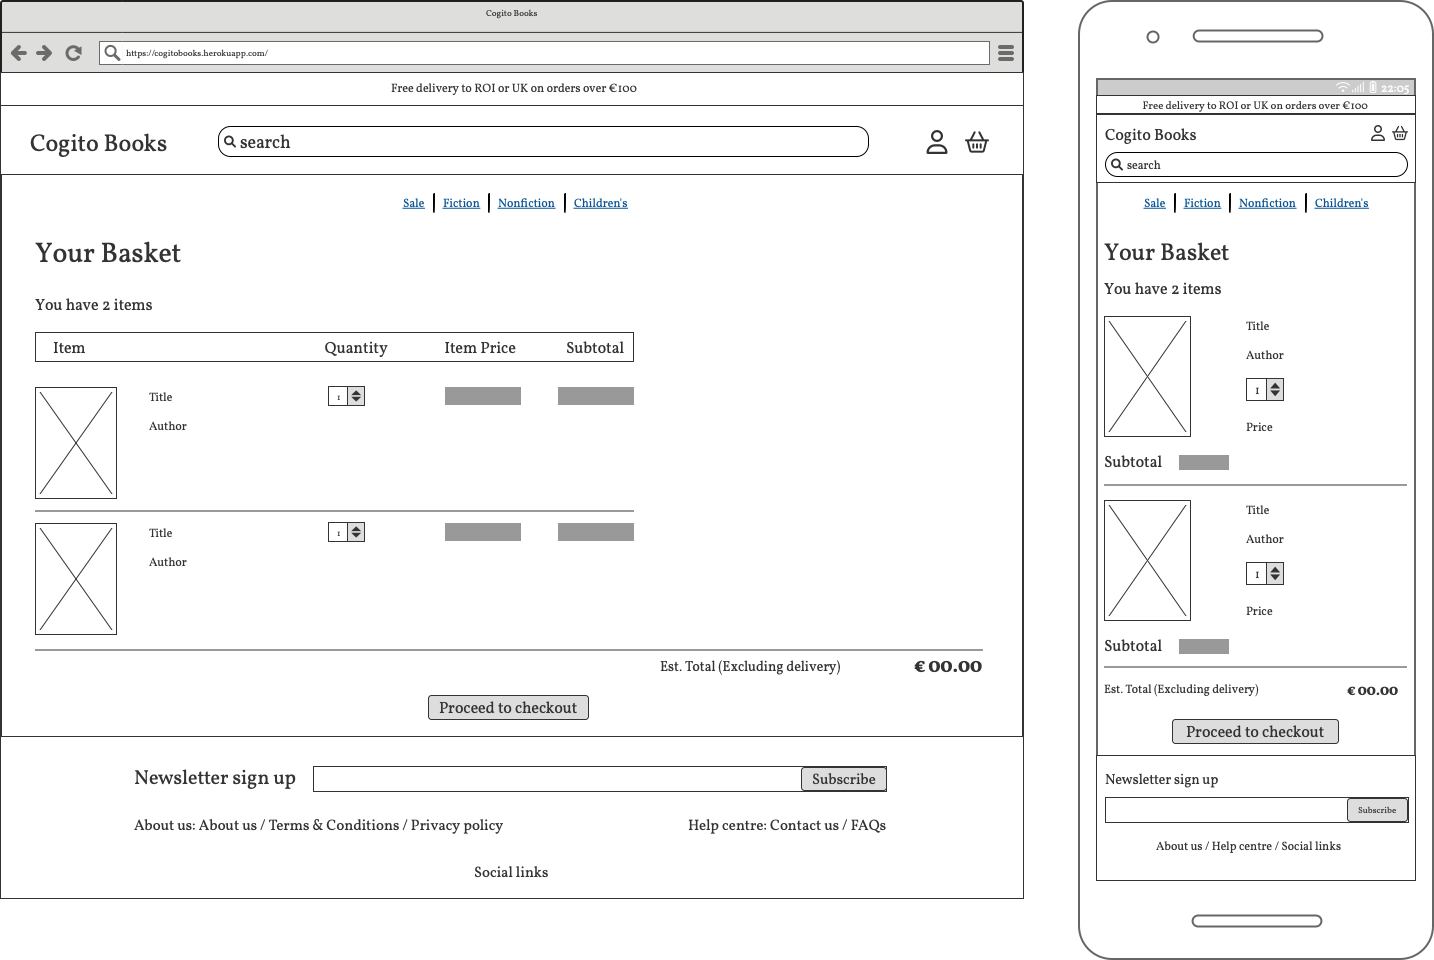 Cogito Books
https://cogitobooks.herokuapp.com/
Free delivery to ROI or UK on orders over €100
Cogito Books
search
Sale
Fiction
Nonfiction
Children's
Your Basket
You have 2 items
Item Quantity Item Price Subtotal
Title 1
Author
Title 1
Author
Est. Total (Excluding delivery) €00.00
Proceed to checkout
Newsletter sign up Subscribe
About us: About us / Terms & Conditions / Privacy policy Help centre: Contact us / FAQs
Social links
22:05
Free delivery to ROI or UK on orders over €100
Cogito Books
search
Sale
Fiction
Nonfiction
Children's
Your Basket
You have 2 items
Title
Author
1
Price
Subtotal
Title
Author
1
Price
Subtotal
Est. Total (Excluding delivery) €00.00
Proceed to checkout
Newsletter sign up
Subscribe
About us / Help centre / Social links